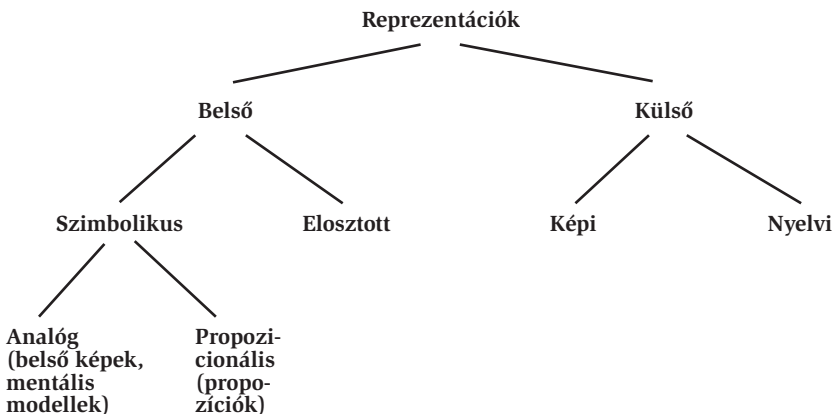 Reprezentációk
Belső
Külső
Szimbolikus
Elosztott
Képi
Nyelvi
Analóg
(belső képek,
mentális
modellek)
Propozi-
cionális
(propo-
zíciók)